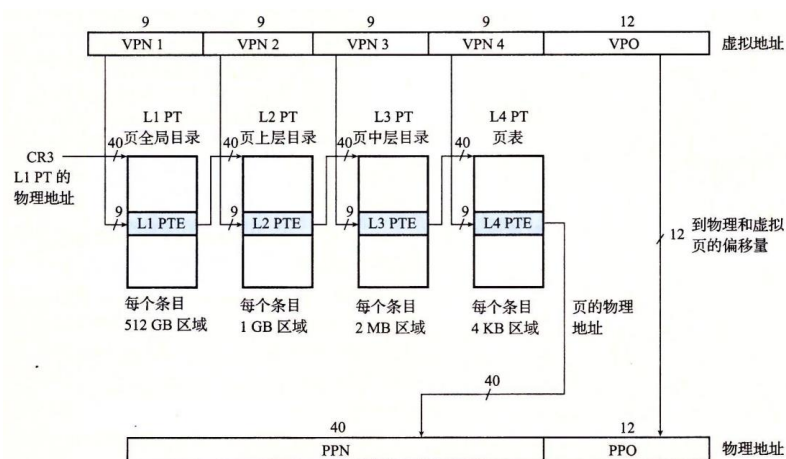 9 9 9 9 12
VPN 1 VPN 2 VPN 3 VPN 4 VPO 虚拟地址
L1 PT L2 PT L3 PT L4 PT
页全局目录 页上层目录 页中层目录 页表
40 40 40 40
CR3
L1 PT 的
物理地址
9 L1 PTE 9 L2 PTE 9 L3 PTE 9 L4 PTE
12 到物理和虚拟
页的偏移量
每个条目 每个条目 每个条目 每个条目
512 GB 区域 1 GB 区域 2 MB 区域 4 KB 区域
页的物理
地址
40
40 12
PPN PPO 物理地址